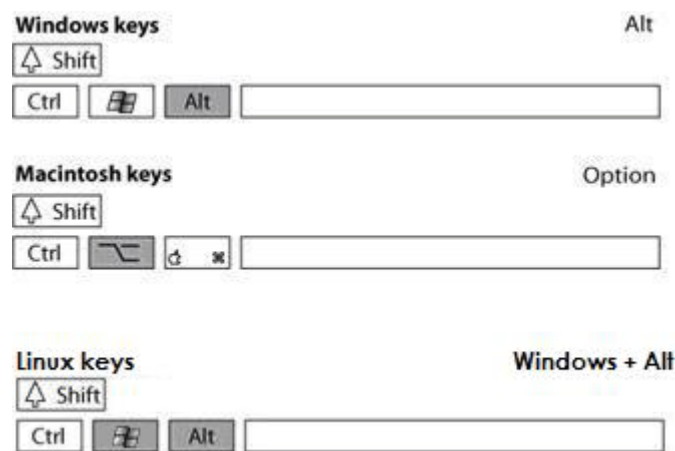 Windows keys Alt
Shift
Ctrl Alt
Macintosh keys Option
Shift
Ctrl ⌥ ⌘
Linux keys Windows + Alt
Shift
Ctrl Alt